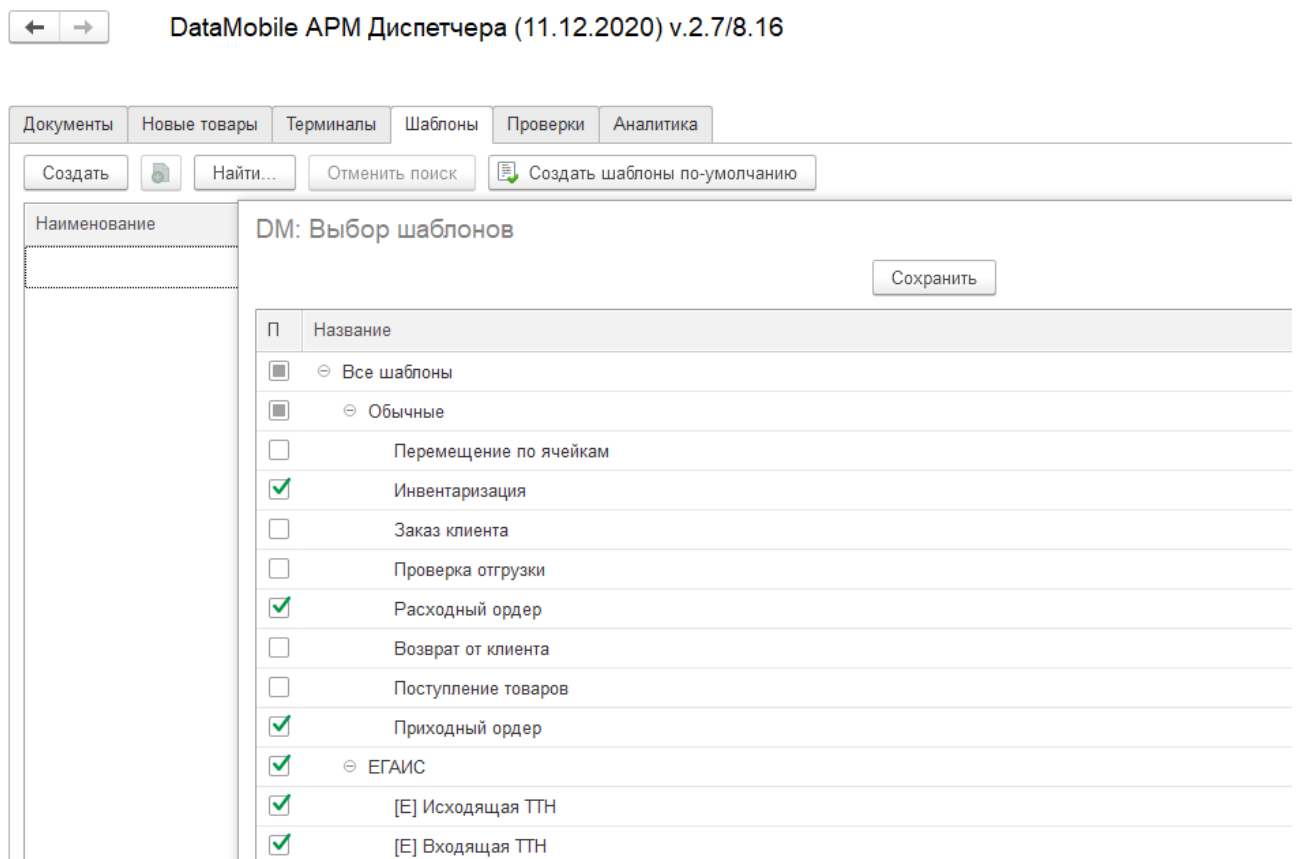 DataMobile АРМ Диспетчера (11.12.2020) v.2.7/8.16
Документы Новые товары Терминалы Шаблоны Проверки Аналитика
Создать Найти... Отменить поиск Создать шаблоны по-умолчанию
Наименование
DM: Выбор шаблонов
Сохранить
П Название
Все шаблоны
Обычные
Перемещение по ячейкам
Инвентаризация
Заказ клиента
Проверка отгрузки
Расходный ордер
Возврат от клиента
Поступление товаров
Приходный ордер
ЕГАИС
[Е] Исходящая ТТН
[Е] Входящая ТТН